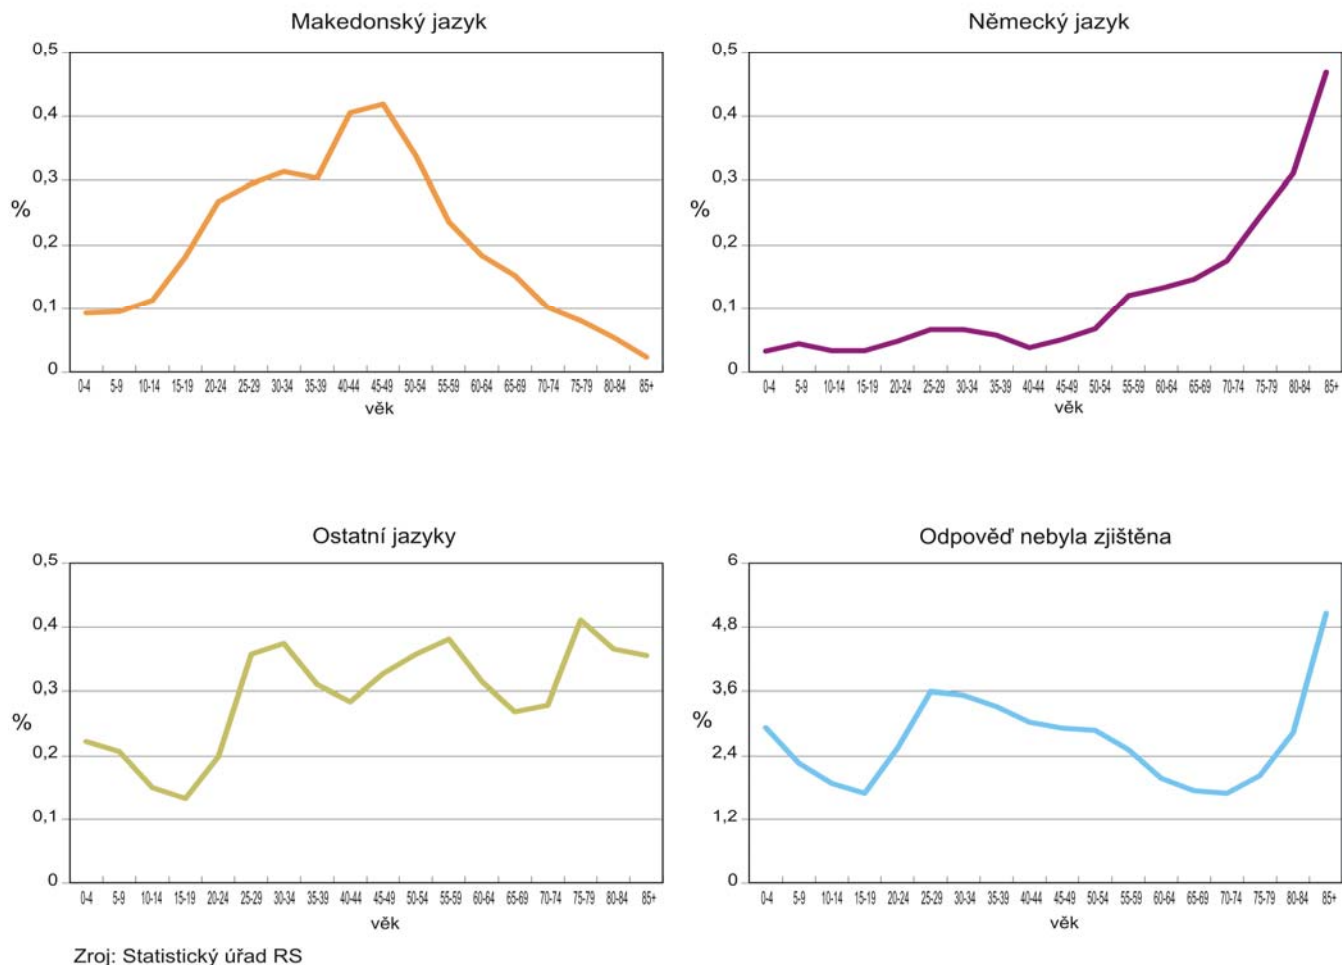 Makedonský jazyk
0,5
0,4
0,3
0,2
0,1
0
%
0-4 5-9 10-14 15-19 20-24 25-29 30-34 35-39 40-44 45-49 50-54 55-59 60-64 65-69 70-74 75-79 80-84 85+
věk
Německý jazyk
0,5
0,4
0,3
0,2
0,1
0
%
0-4 5-9 10-14 15-19 20-24 25-29 30-34 35-39 40-44 45-49 50-54 55-59 60-64 65-69 70-74 75-79 80-84 85+
věk
Ostatní jazyky
0,5
0,4
0,3
0,2
0,1
0
%
0-4 5-9 10-14 15-19 20-24 25-29 30-34 35-39 40-44 45-49 50-54 55-59 60-64 65-69 70-74 75-79 80-84 85+
věk
Odpověď nebyla zjištěna
6
4,8
3,6
2,4
1,2
0
%
0-4 5-9 10-14 15-19 20-24 25-29 30-34 35-39 40-44 45-49 50-54 55-59 60-64 65-69 70-74 75-79 80-84 85+
věk
Zroj: Statistický úřad RS